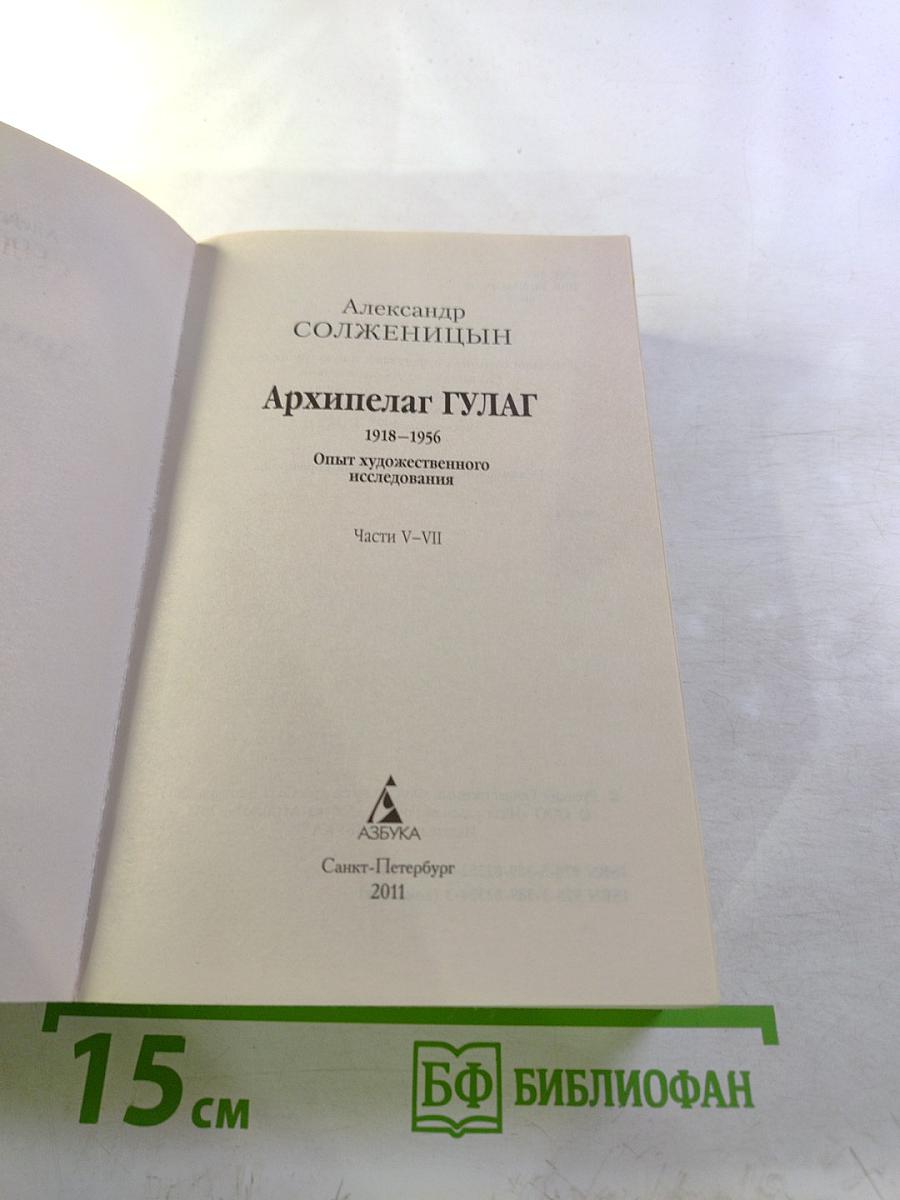 Александр
СОЛЖЕНИЦЫН
Архипелаг ГУЛАГ
1918–1956
Опыт художественного
исследования
Части V–VII
АЗБУКА
Санкт-Петербург
2011
15 см
БФ БИБЛИОФАН